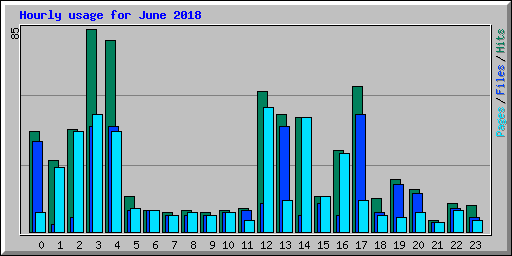 Hourly usage for June 2018
85
Pages / Files / Hits
0 1 2 3 4 5 6 7 8 9 10 11 12 13 14 15 16 17 18 19 20 21 22 23